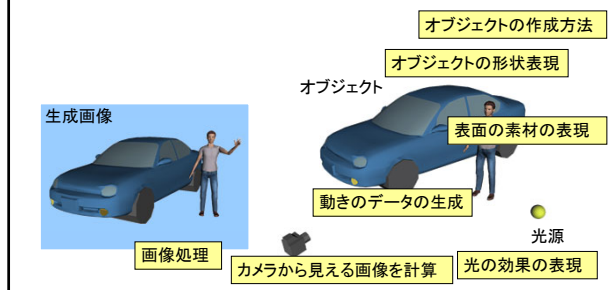 オブジェクトの作成方法
オブジェクトの形状表現
オブジェクト
生成画像
表面の素材の表現
動きのデータの生成
光源
画像処理
カメラから見える画像を計算
光の効果の表現